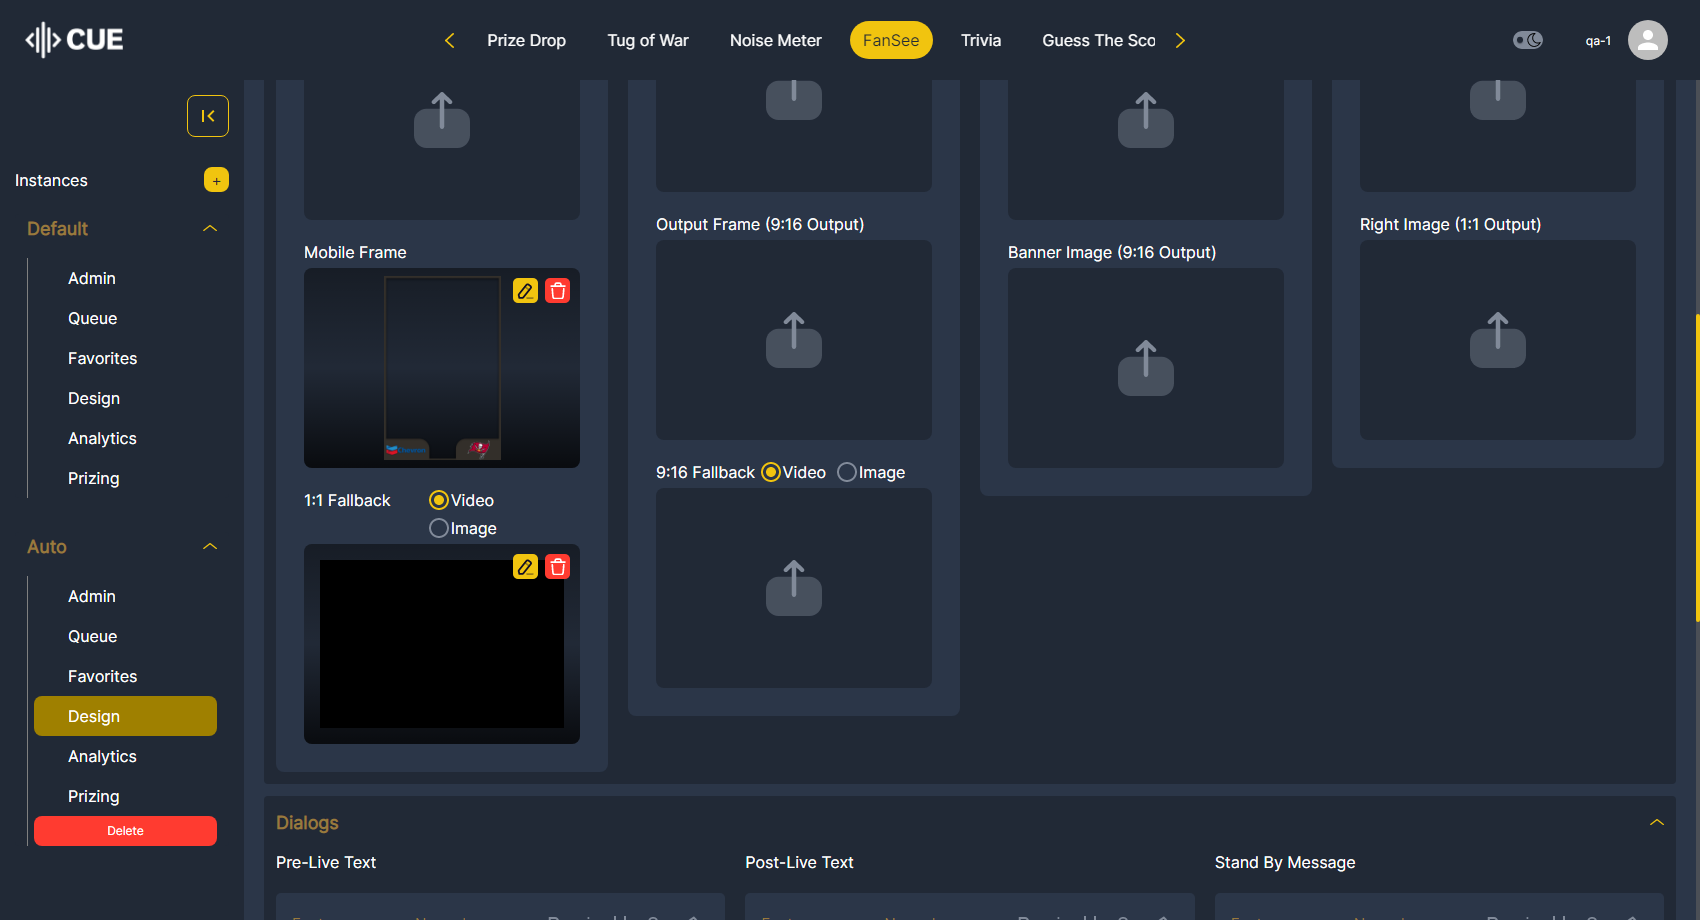 CUE
Prize Drop
Tug of War
Noise Meter
FanSee
Trivia
Guess The Sco
qa-1
Instances
+
Default
Admin
Queue
Favorites
Design
Analytics
Prizing
Auto
Admin
Queue
Favorites
Design
Analytics
Prizing
Delete
Mobile Frame
1:1 Fallback
Video
Image
Output Frame (9:16 Output)
9:16 Fallback Video Image
Banner Image (9:16 Output)
Right Image (1:1 Output)
Dialogs
Pre-Live Text
Post-Live Text
Stand By Message